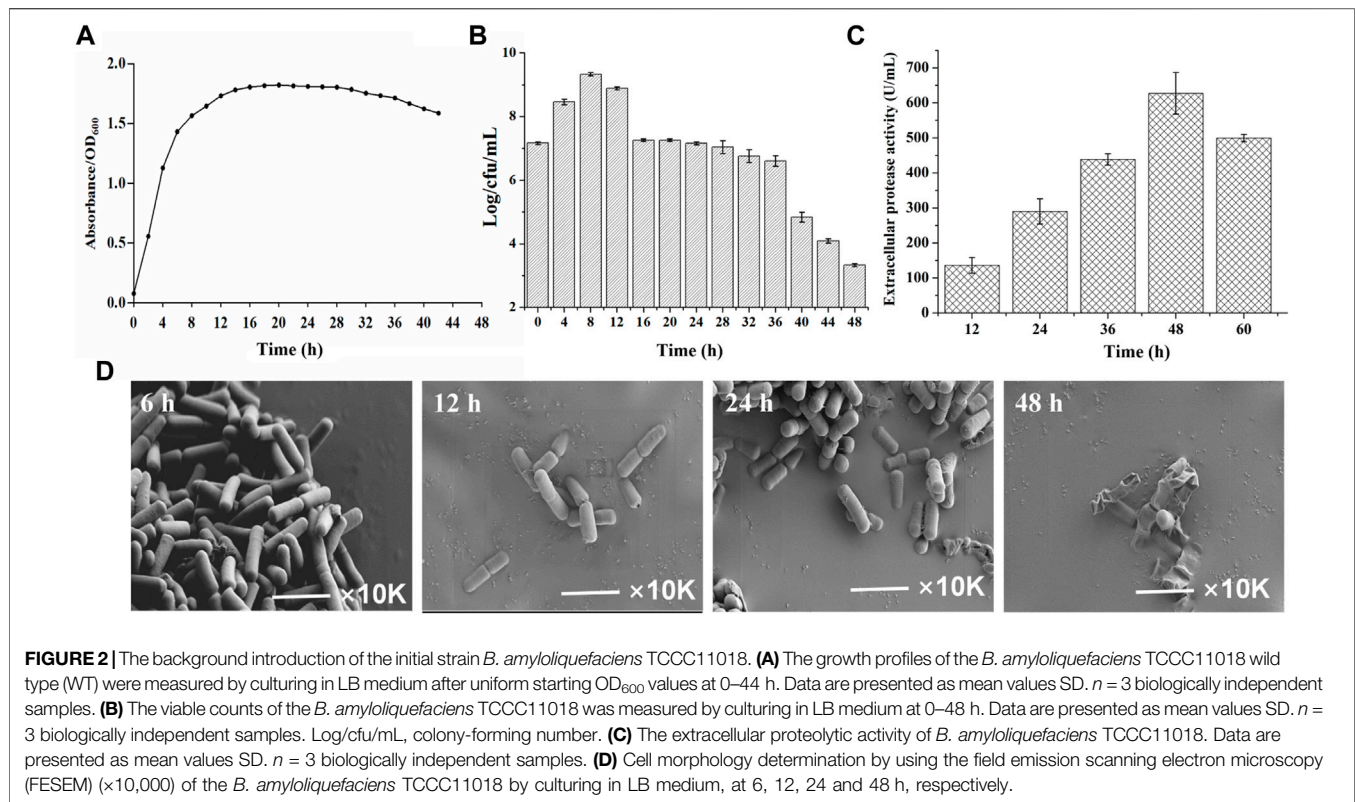 A
Absorbance/OD600
2.0
1.5
1.0
0.5
0.0
0 4 8 12 16 20 24 28 32 36 40 44 48
Time (h)
B
Log/cfu/mL
10
8
6
4
2
0 4 8 12 16 20 24 28 32 36 40 44 48
Time (h)
C
Extracellular protease activity (U/mL)
700
600
500
400
300
200
100
0
12 24 36 48 60
Time (h)
D
6 h
×10K
12 h
×10K
24 h
×10K
48 h
×10K
FIGURE 2 | The background introduction of the initial strain B. amyloliquefaciens TCCC11018. (A) The growth profiles of the B. amyloliquefaciens TCCC11018 wild
type (WT) were measured by culturing in LB medium after uniform starting OD600 values at 0–44 h. Data are presented as mean values SD. n = 3 biologically independent
samples. (B) The viable counts of the B. amyloliquefaciens TCCC11018 was measured by culturing in LB medium at 0–48 h. Data are presented as mean values SD. n =
3 biologically independent samples. Log/cfu/mL, colony-forming number. (C) The extracellular proteolytic activity of B. amyloliquefaciens TCCC11018. Data are
presented as mean values SD. n = 3 biologically independent samples. (D) Cell morphology determination by using the field emission scanning electron microscopy
(FESEM) (×10,000) of the B. amyloliquefaciens TCCC11018 by culturing in LB medium, at 6, 12, 24 and 48 h, respectively.